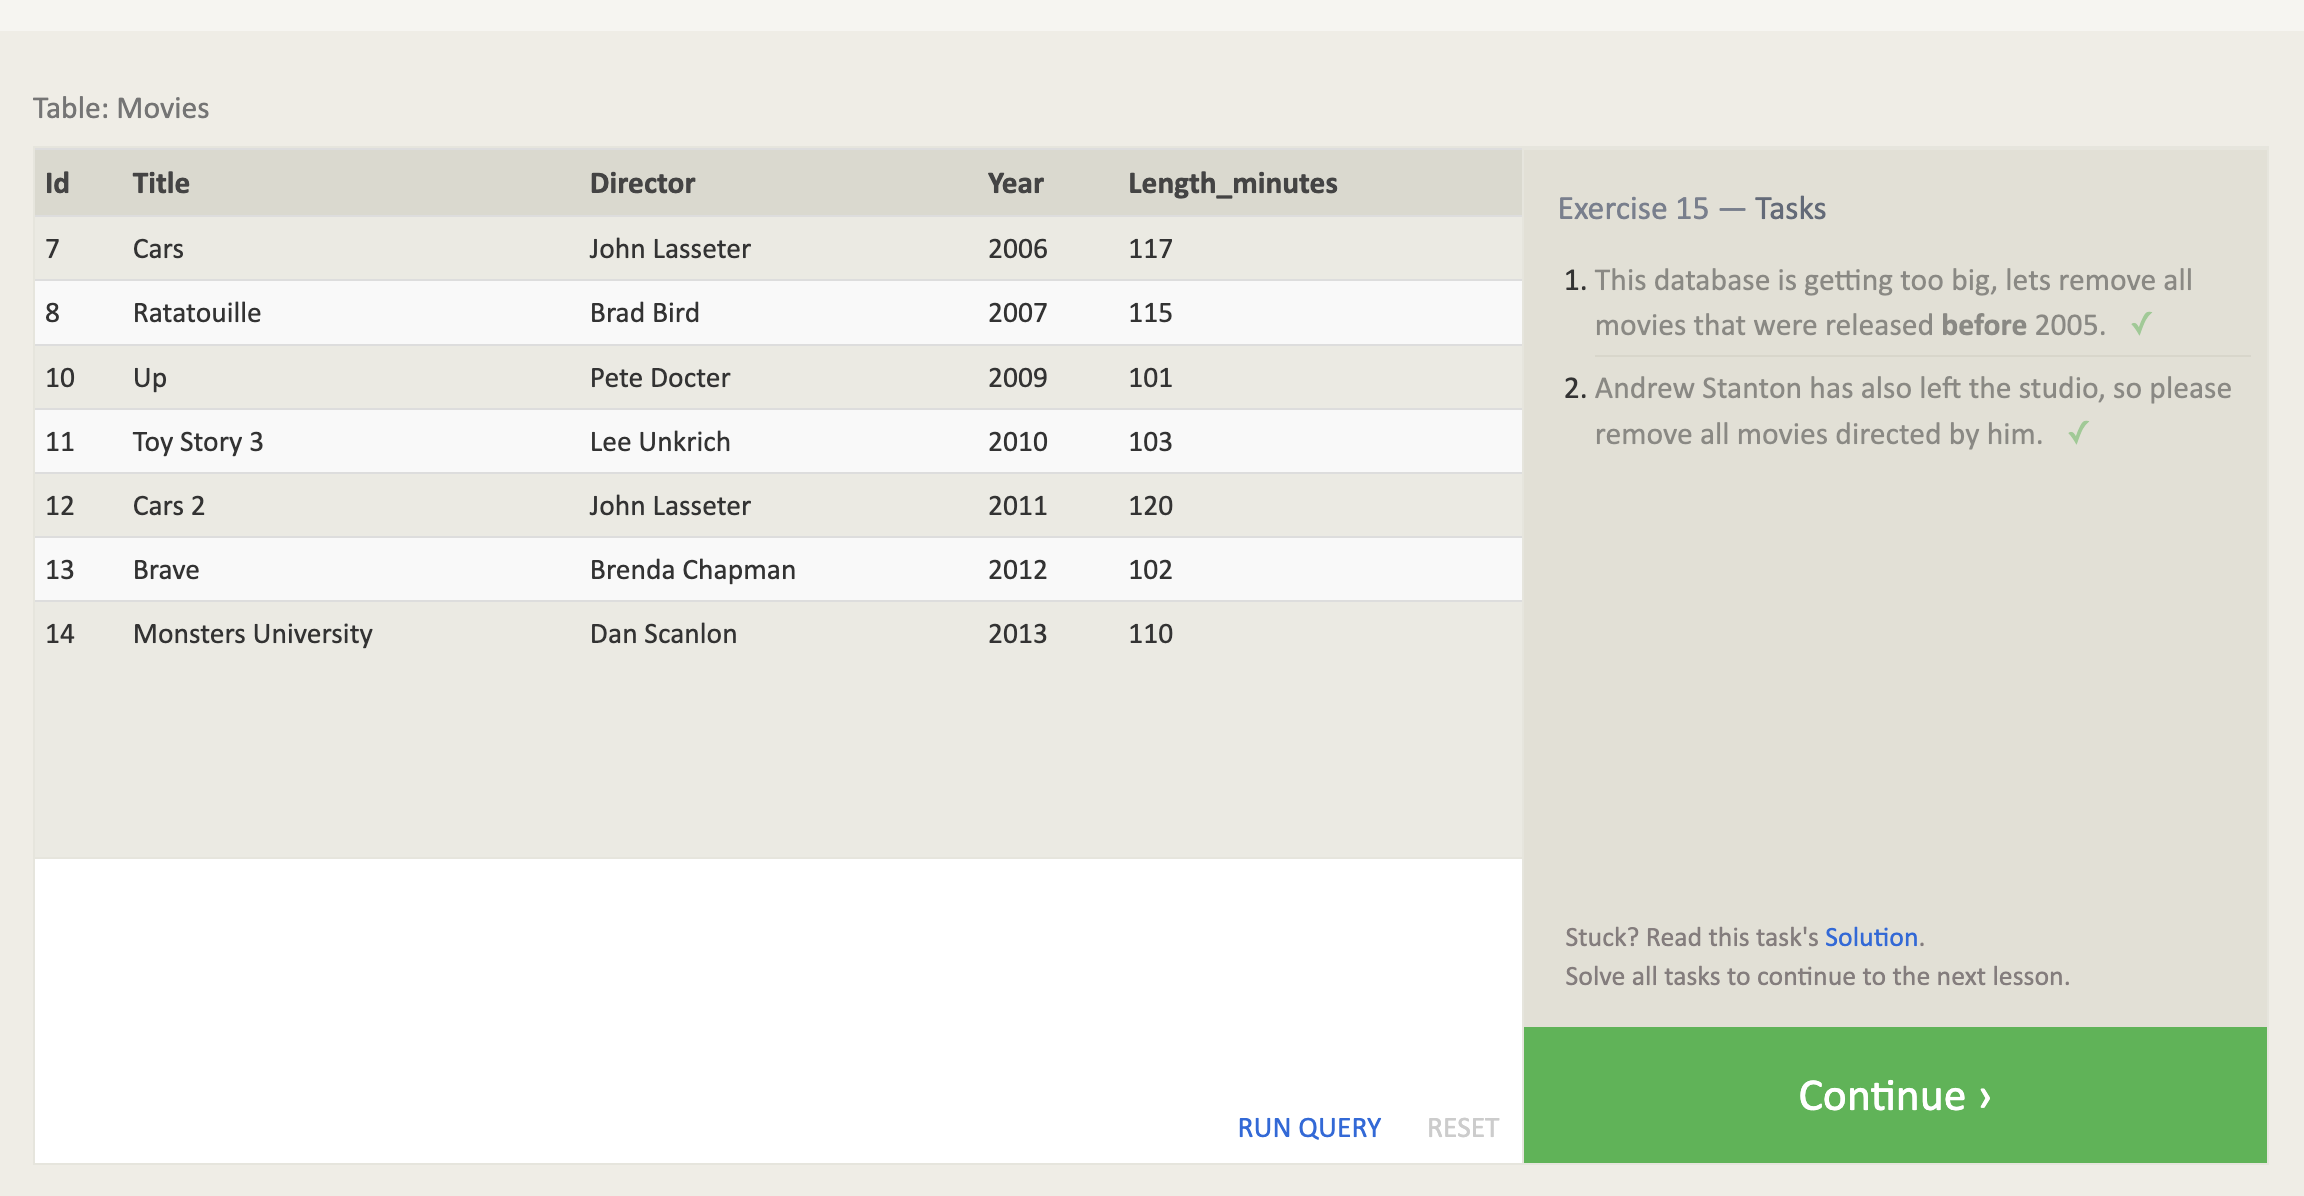 Table: Movies
Id Title Director Year Length_minutes
7 Cars John Lasseter 2006 117
8 Ratatouille Brad Bird 2007 115
10 Up Pete Docter 2009 101
11 Toy Story 3 Lee Unkrich 2010 103
12 Cars 2 John Lasseter 2011 120
13 Brave Brenda Chapman 2012 102
14 Monsters University Dan Scanlon 2013 110
RUN QUERY RESET
Exercise 15 — Tasks
1. This database is getting too big, lets remove all
movies that were released before 2005. ✓
2. Andrew Stanton has also left the studio, so please
remove all movies directed by him. ✓
Stuck? Read this task's Solution.
Solve all tasks to continue to the next lesson.
Continue ›